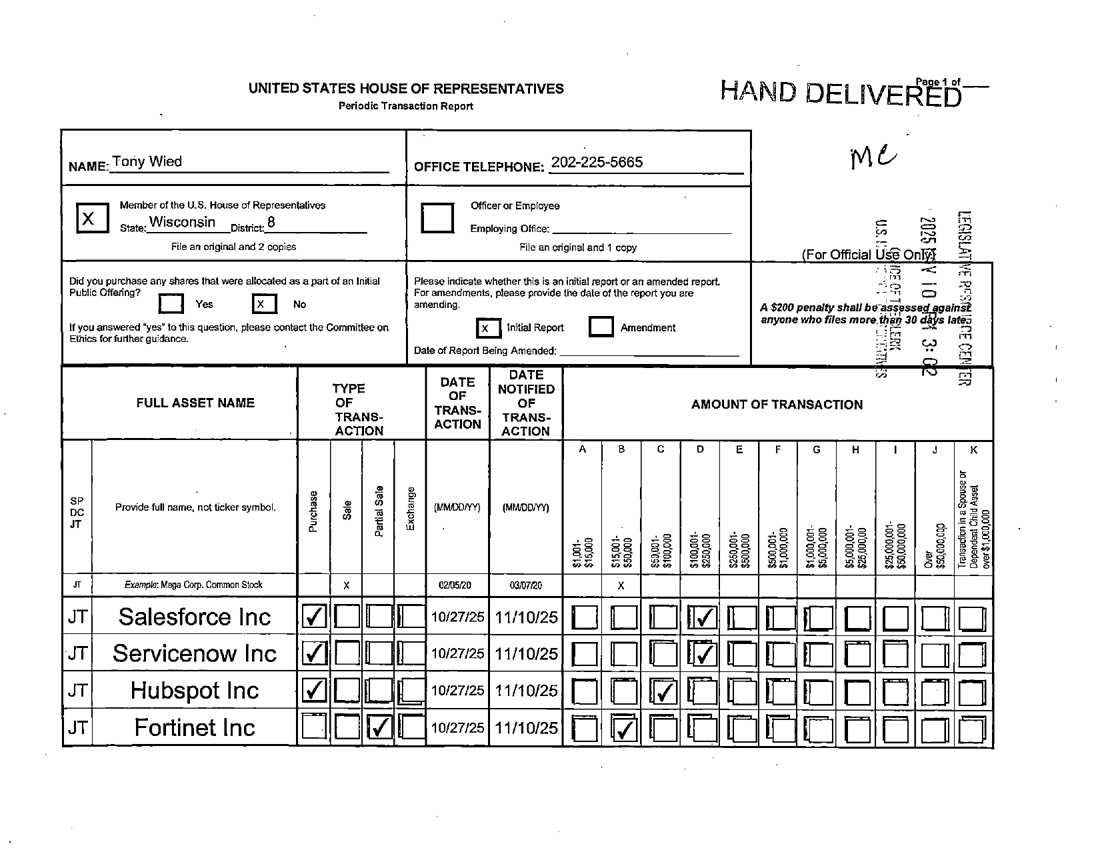 UNITED STATES HOUSE OF REPRESENTATIVES
Periodic Transaction Report
HAND DELIVERED
Page 1 of
NAME: Tony Wied
OFFICE TELEPHONE: 202-225-5665
MC
X
Member of the U.S. House of Representatives
State: Wisconsin District: 8
File an original and 2 copies
Officer or Employee
Employing Office:
File an original and 1 copy
(For Official Use Only)
LEGISLATIVE RESOURCE CENTER
2025 NOV 10 PM 3:02
Did you purchase any shares that were allocated as a part of an Initial
Public Offering?
Yes X No
If you answered "yes" to this question, please contact the Committee on
Ethics for further guidance.
Please indicate whether this is an initial report or an amended report.
For amendments, please provide the date of the report you are
amending.
X Initial Report Amendment
Date of Report Being Amended:
A $200 penalty shall be assessed against
anyone who files more than 30 days late.
FULL ASSET NAME
TYPE
OF
TRANS-
ACTION
DATE
OF
TRANS-
ACTION
DATE
NOTIFIED
OF
TRANS-
ACTION
AMOUNT OF TRANSACTION
A B C D E F G H I J K
SP
DC
JT
Provide full name, not ticker symbol.
Purchase
Sale
Partial Sale
Exchange
(MM/DD/YY)
(MM/DD/YY)
$1,001-
$15,000
$15,001-
$50,000
$50,001-
$100,000
$100,001-
$250,000
$250,001-
$500,000
$500,001-
$1,000,000
$1,000,001-
$5,000,000
$5,000,001-
$25,000,00
$25,000,001-
$50,000,000
Over
$50,000,000
Transaction in a Spouse or
Dependent Child Asset
over $1,000,000
JT Example: Mega Corp. Common Stock X 02/05/20 03/07/20 X
JT Salesforce Inc ✓ 10/27/25 11/10/25 ✓
JT Servicenow Inc ✓ 10/27/25 11/10/25 ✓
JT Hubspot Inc ✓ 10/27/25 11/10/25 ✓
JT Fortinet Inc ✓ 10/27/25 11/10/25 ✓